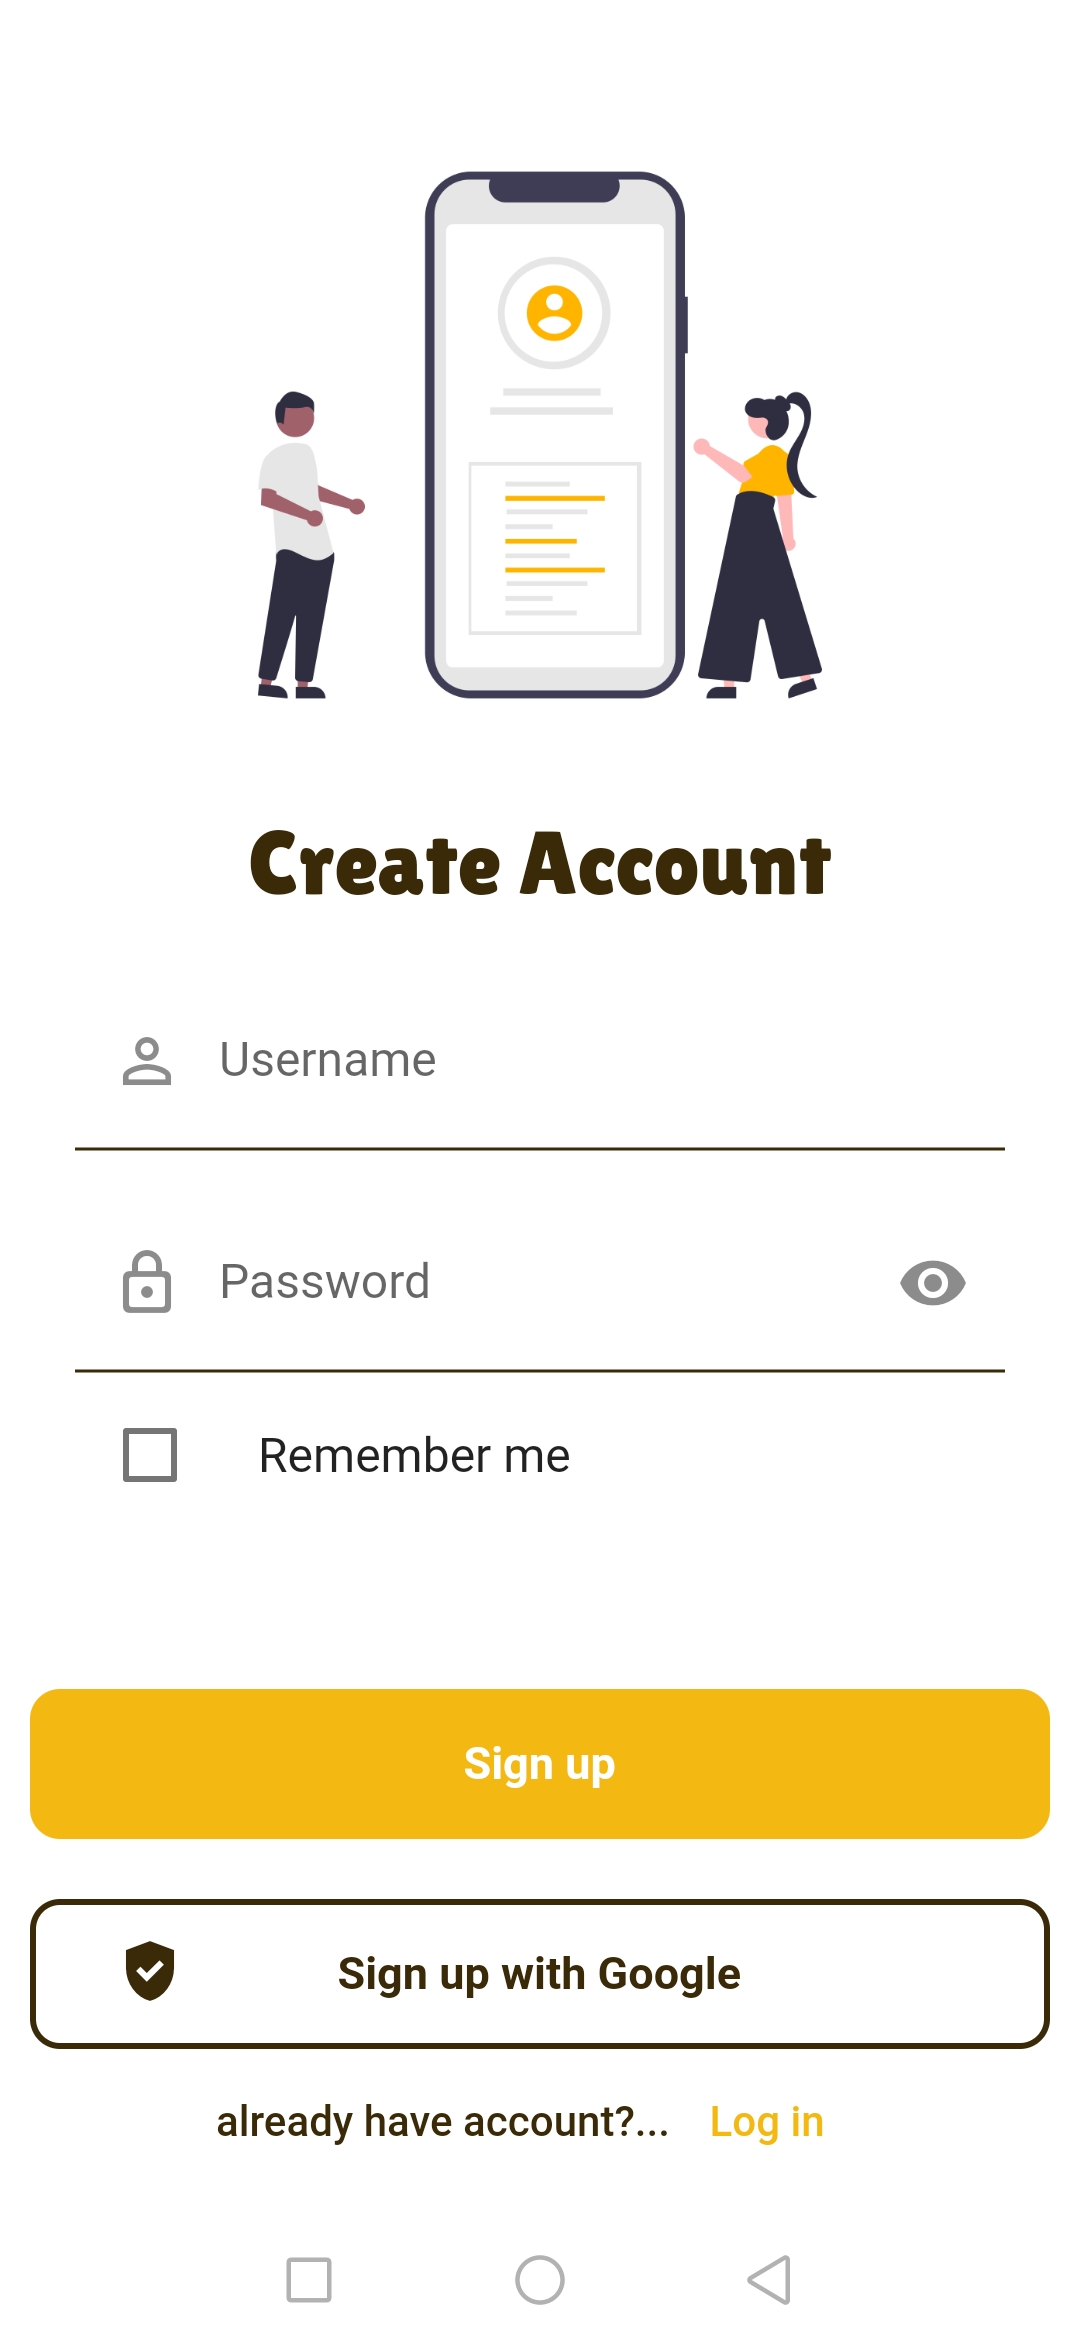 Create Account
Username
Password
Remember me
Sign up
Sign up with Google
already have account?... Log in